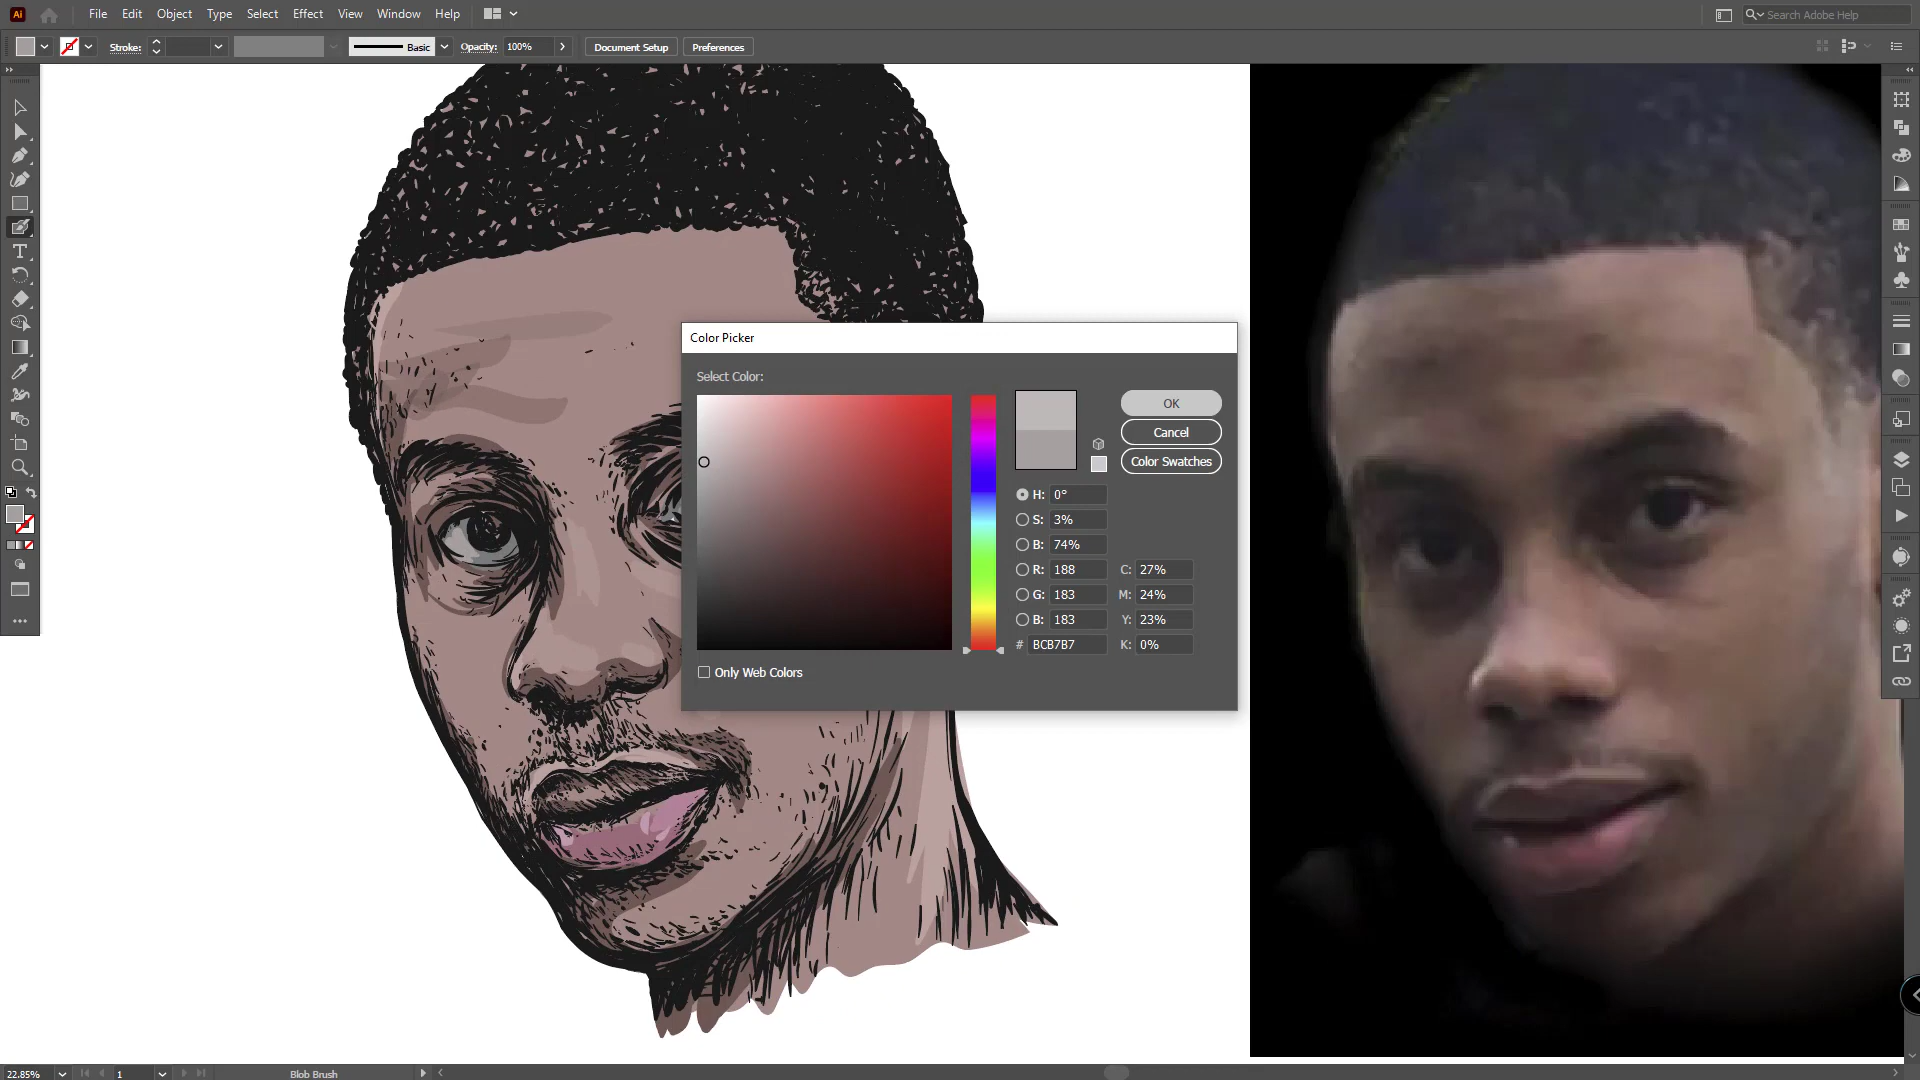 Ai File Edit Object Type Select Effect View Window Help Search Adobe Help
Stroke: Basic Opacity: 100% Document Setup Preferences
Color Picker
Select Color:
OK
Cancel
Color Swatches
H: 0°
S: 3%
B: 74%
R: 188 C: 27%
G: 183 M: 24%
B: 183 Y: 23%
# BCB7B7 K: 0%
Only Web Colors
22.85% 1 Blob Brush